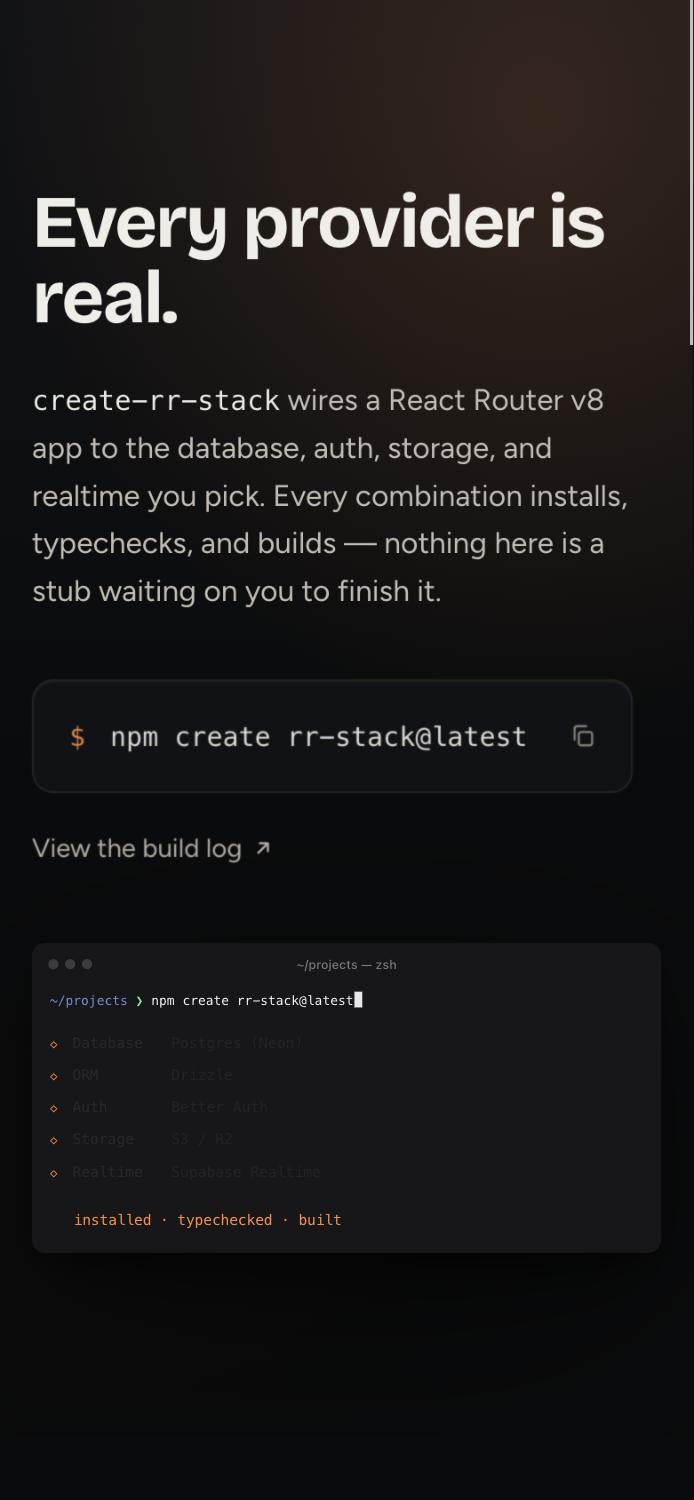 Every provider is
real.
create-rr-stack wires a React Router v8
app to the database, auth, storage, and
realtime you pick. Every combination installs,
typechecks, and builds — nothing here is a
stub waiting on you to finish it.
$ npm create rr-stack@latest
View the build log ↗
~/projects — zsh
~/projects ❯ npm create rr-stack@latest
◇ Database Postgres (Neon)
◇ ORM Drizzle
◇ Auth Better Auth
◇ Storage S3 / R2
◇ Realtime Supabase Realtime
installed · typechecked · built